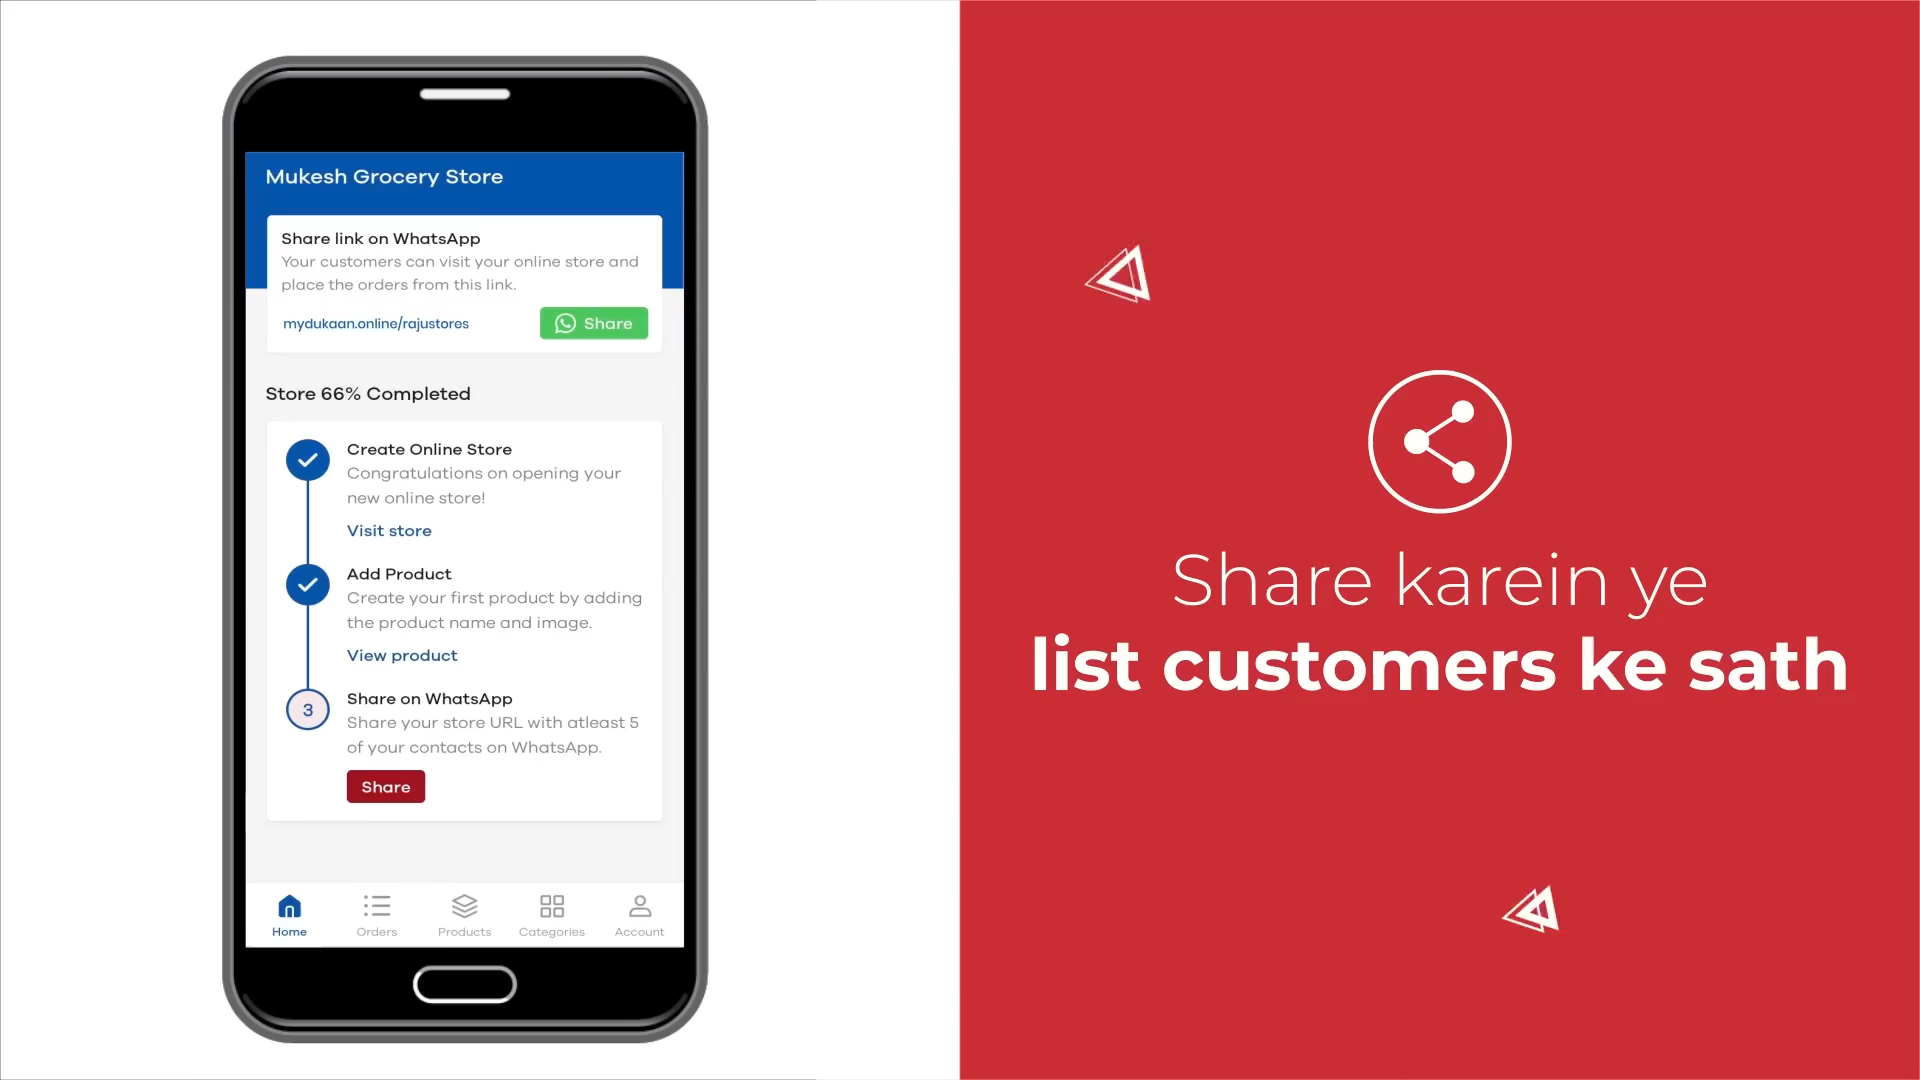 Mukesh Grocery Store
Share link on WhatsApp
Your customers can visit your online store and
place the orders from this link.
mydukaan.online/rajustores
Share
Store 66% Completed
Create Online Store
Congratulations on opening your
new online store!
Visit store
Add Product
Create your first product by adding
the product name and image.
View product
3
Share on WhatsApp
Share your store URL with atleast 5
of your contacts on WhatsApp.
Share
Home
Orders
Products
Categories
Account
Share karein ye
list customers ke sath